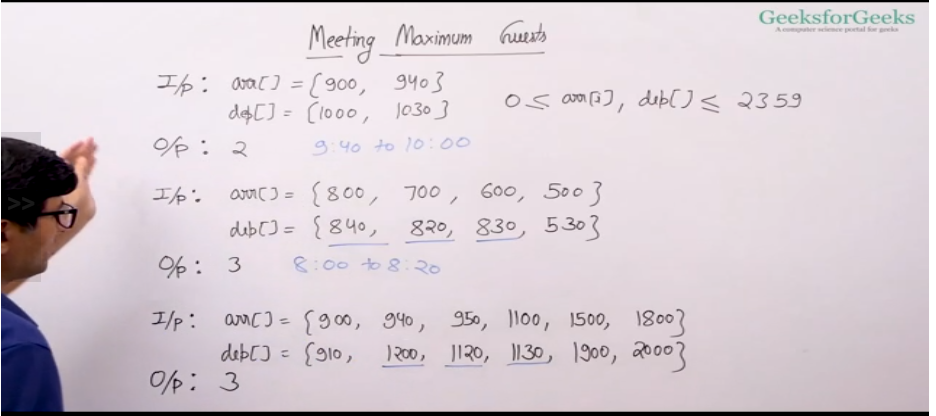 GeeksforGeeks
A computer science portal for geeks
Meeting Maximum Guests
I/p: arr[] = {900, 940}
dep[] = {1000, 1030}
0 ≤ arr[i], dep[] ≤ 2359
O/p: 2 9:40 to 10:00
I/p: arr[] = {800, 700, 600, 500}
dep[] = {840, 820, 830, 530}
O/p: 3 8:00 to 8:20
I/p: arr[] = {900, 940, 950, 1100, 1500, 1800}
dep[] = {910, 1200, 1120, 1130, 1900, 2000}
O/p: 3